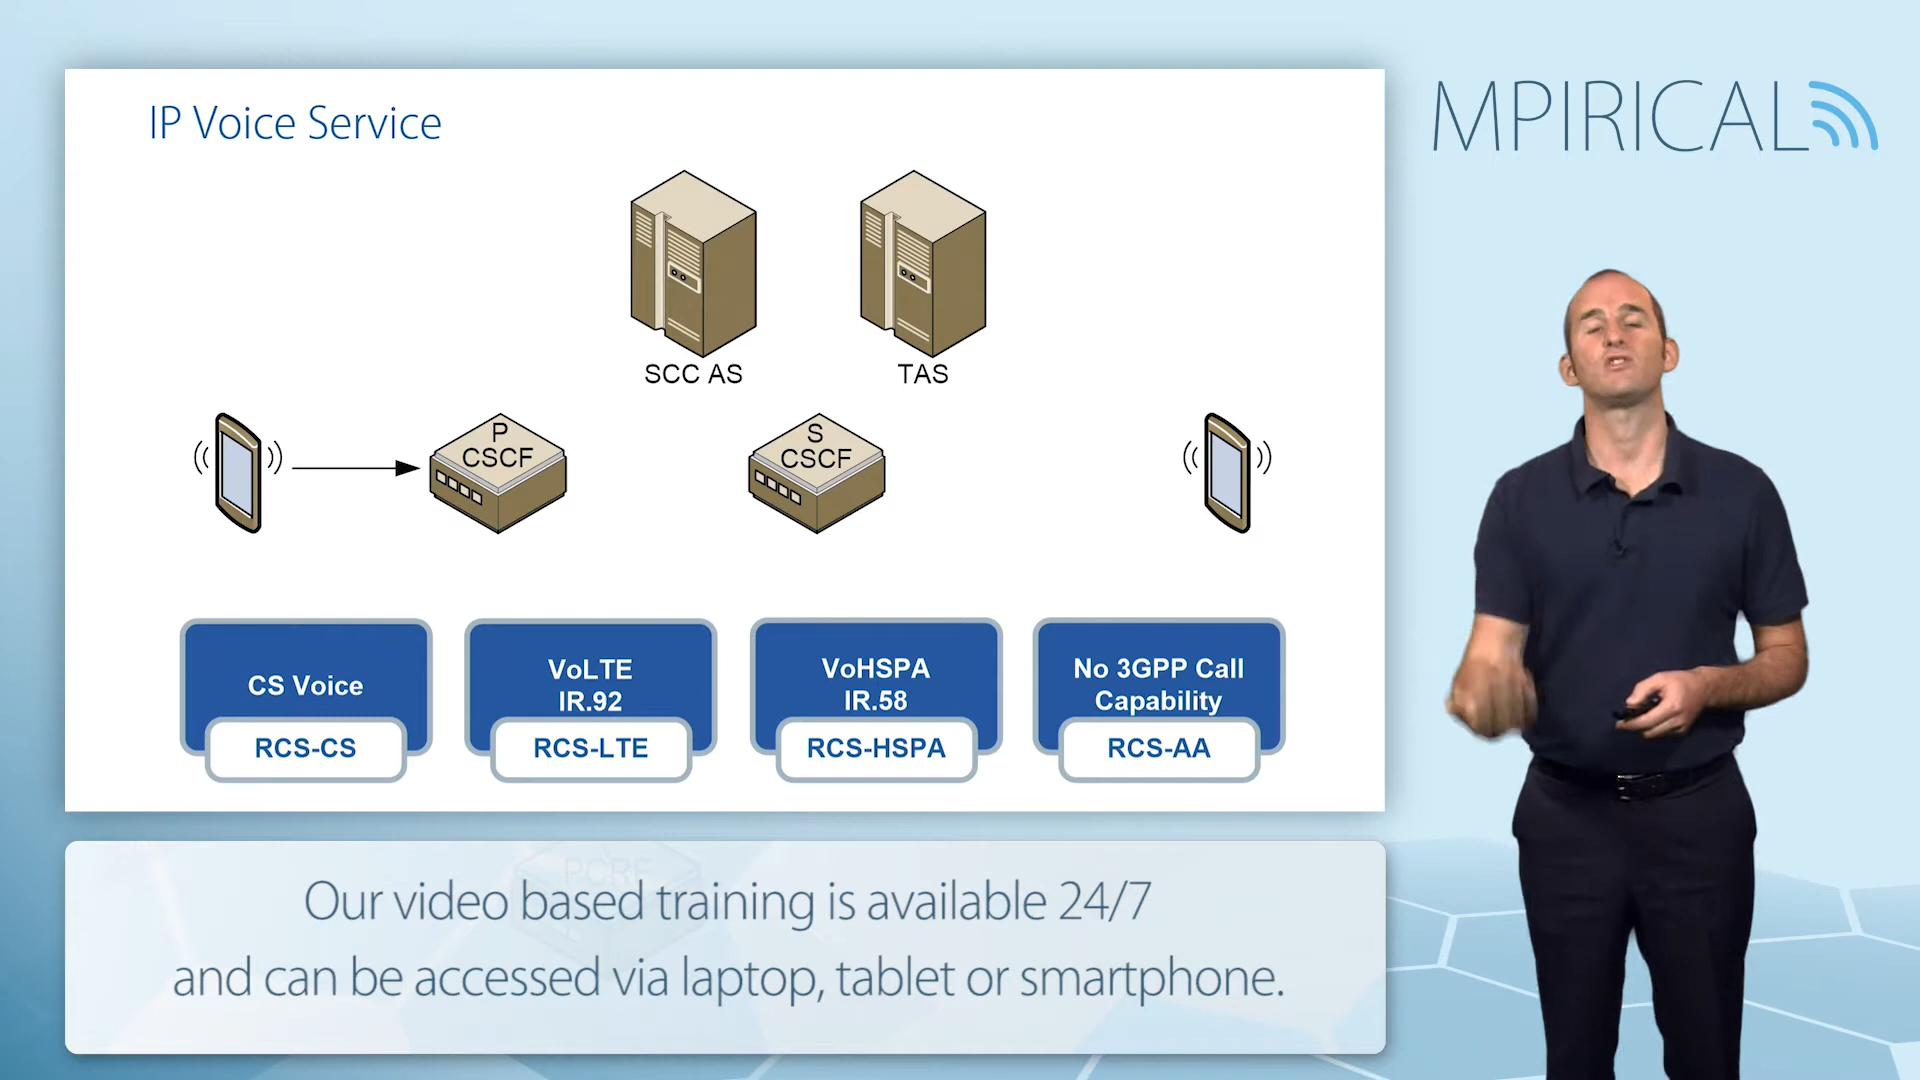 IP Voice Service
MPIRICAL
SCC AS
TAS
P
CSCF
S
CSCF
CS Voice
RCS-CS
VoLTE
IR.92
RCS-LTE
VoHSPA
IR.58
RCS-HSPA
No 3GPP Call
Capability
RCS-AA
PCRF
Our video based training is available 24/7
and can be accessed via laptop, tablet or smartphone.